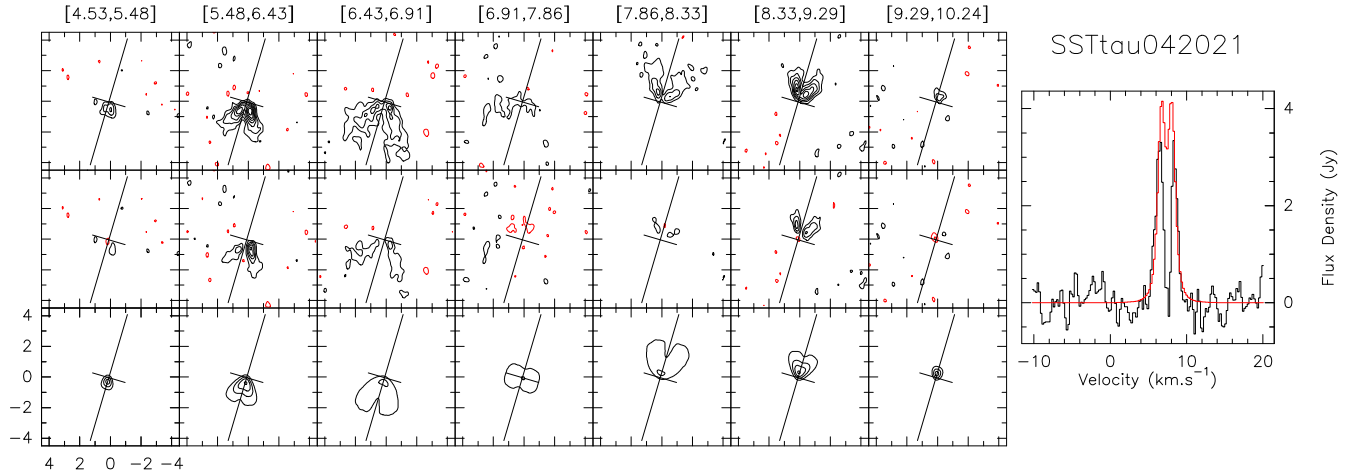 [4.53,5.48] [5.48,6.43] [6.43,6.91] [6.91,7.86] [7.86,8.33] [8.33,9.29] [9.29,10.24]
SSTtau042021
4
2
0
Flux Density (Jy)
−10 0 10 20
Velocity (km.s⁻¹)
4
2
0
−2
−4
4 2 0 −2 −4